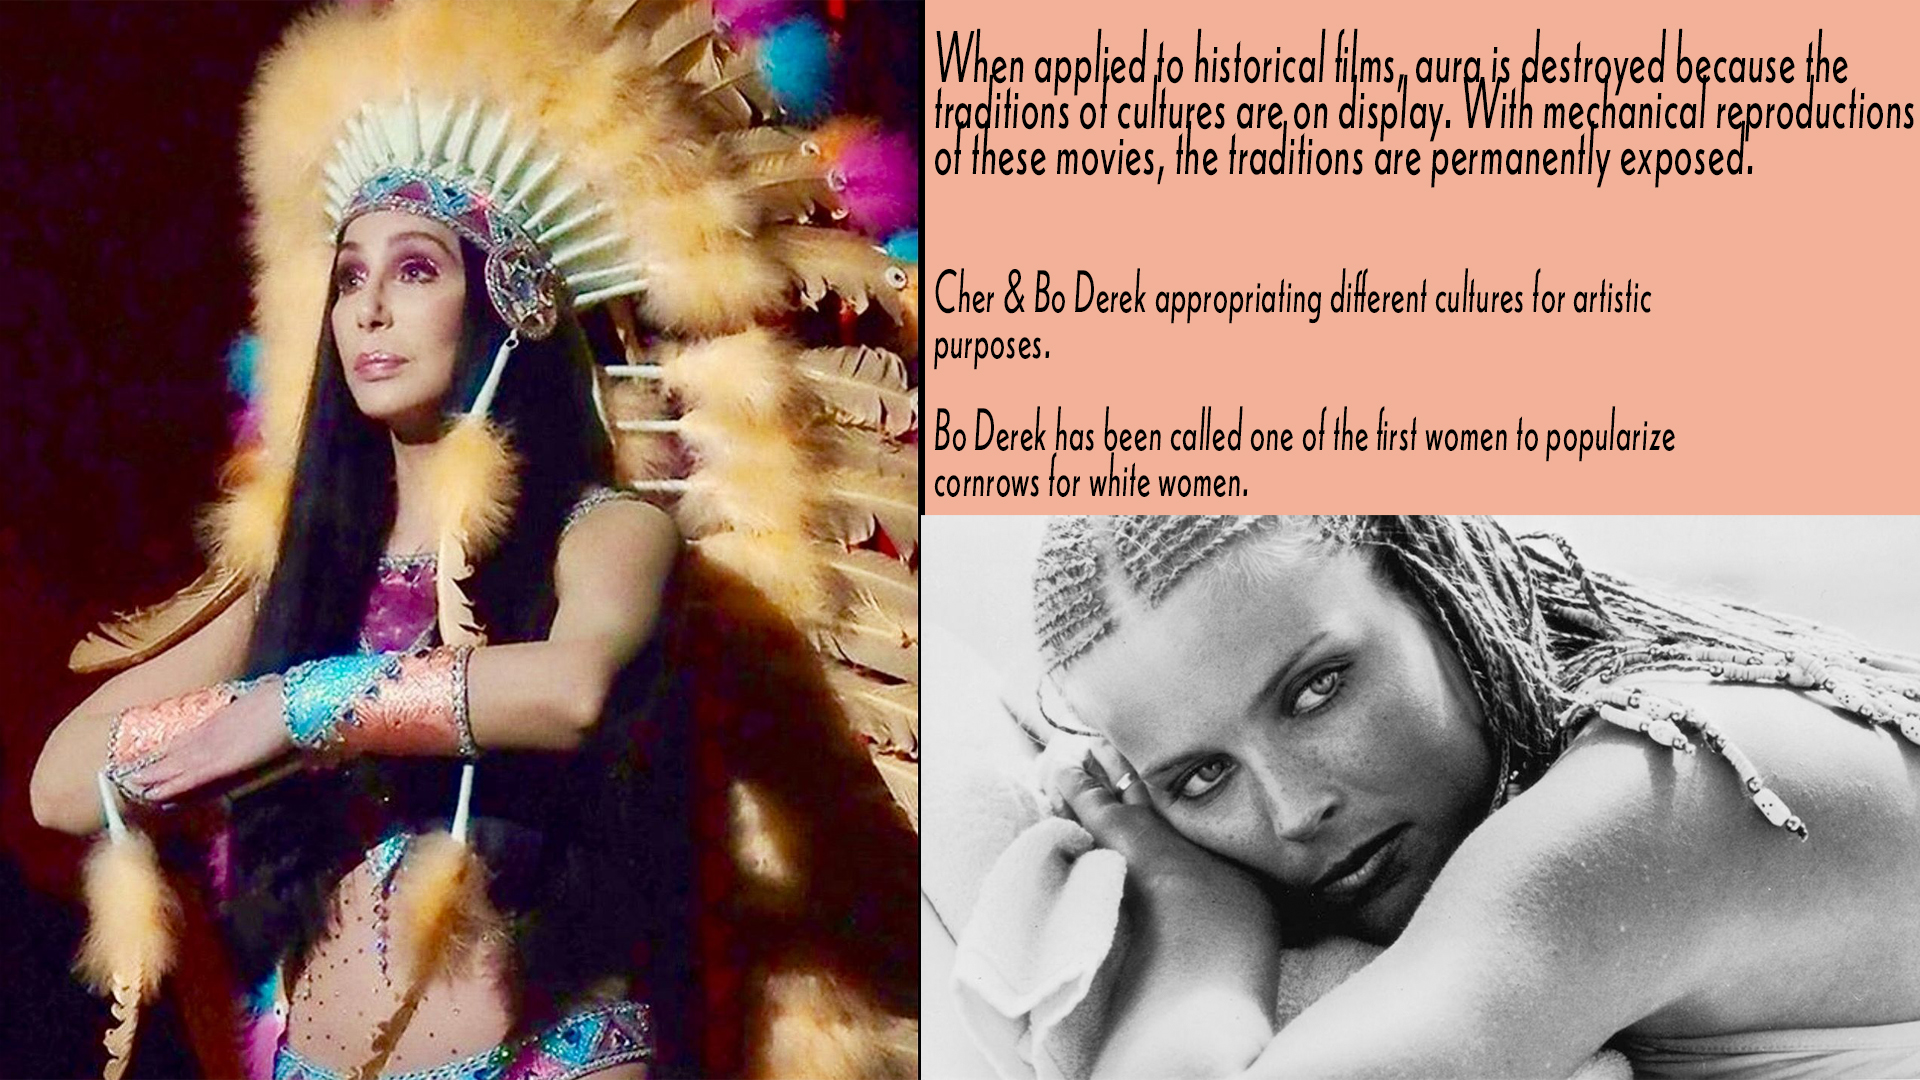 When applied to historical films, aura is destroyed because the
traditions of cultures are on display. With mechanical reproductions
of these movies, the traditions are permanently exposed.
Cher & Bo Derek appropriating different cultures for artistic
purposes.
Bo Derek has been called one of the first women to popularize
cornrows for white women.